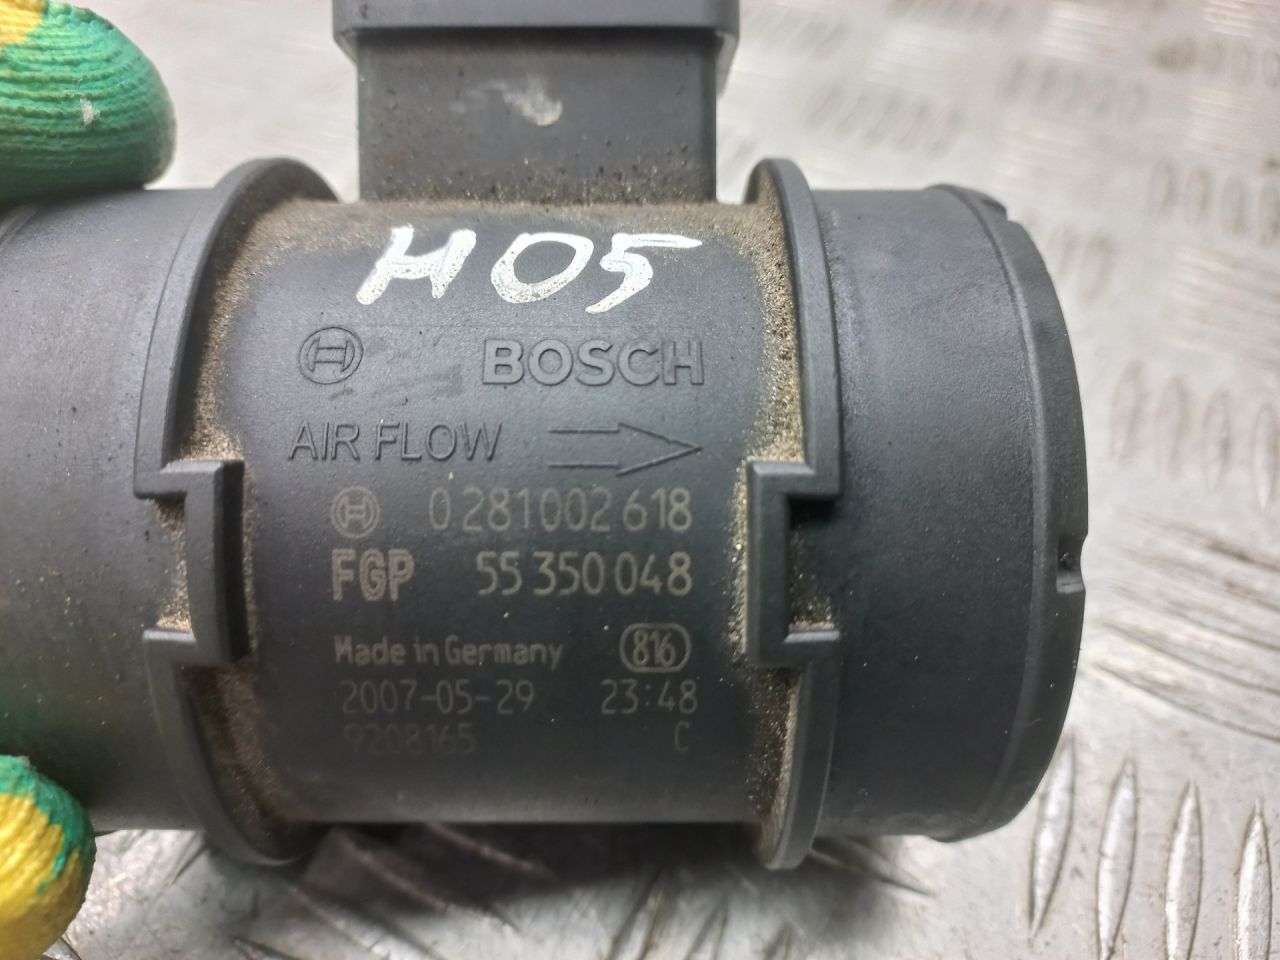 H05
BOSCH
AIR FLOW
0 281 002 618
FGP 55 350 048
Made in Germany 816
2007-05-29 23:48
9208165 C